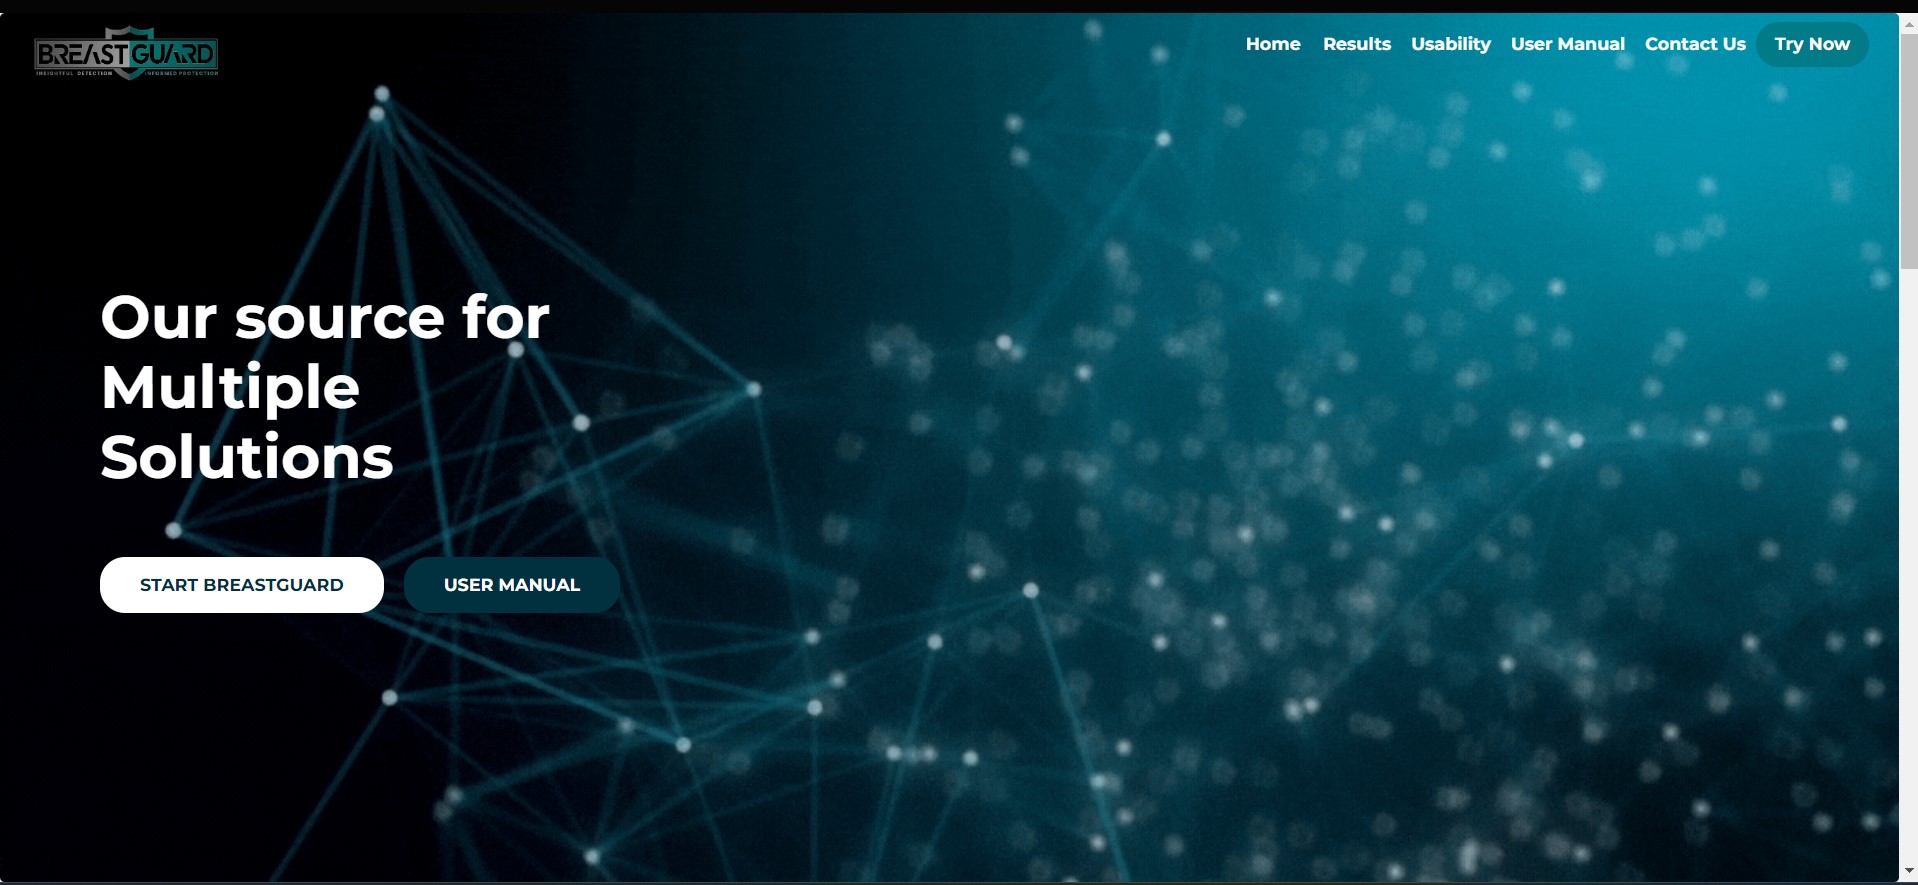 BREASTGUARD
INSIGHTFUL DETECTION INFORMED PROTECTION
Home Results Usability User Manual Contact Us Try Now
Our source for
Multiple
Solutions
START BREASTGUARD USER MANUAL